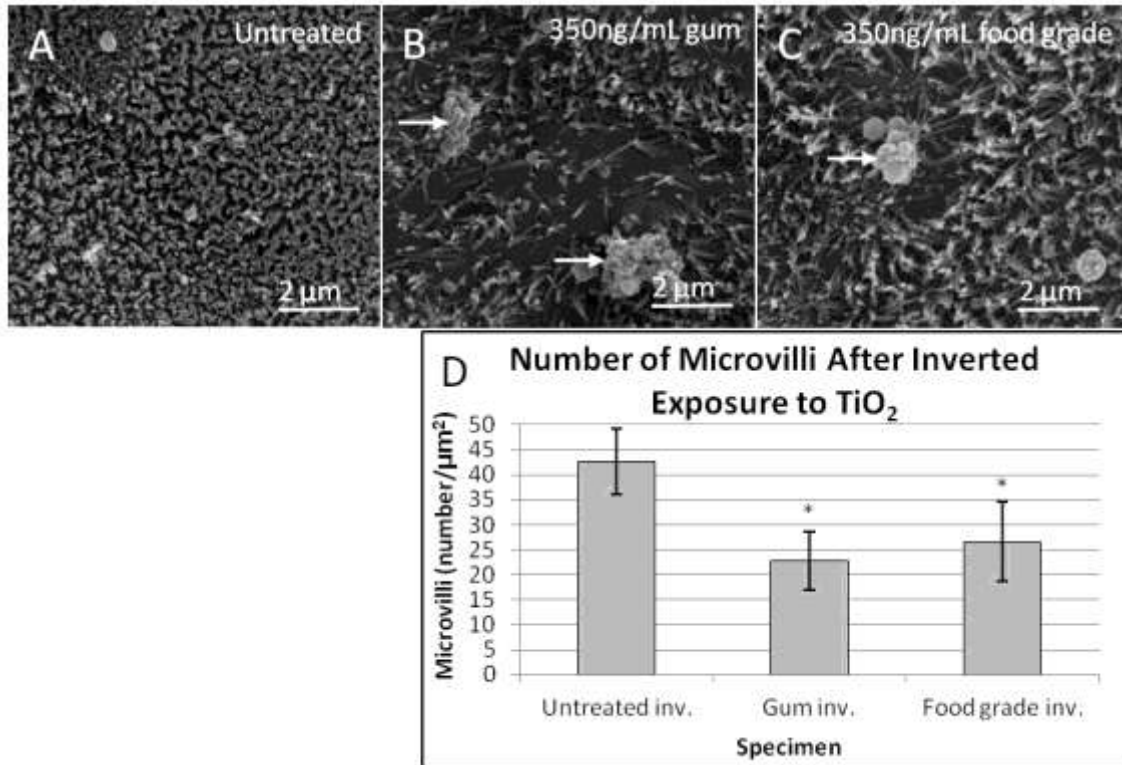 A
Untreated
2 μm
B
350ng/mL gum
2 μm
C
350ng/mL food grade
2 μm
D
Number of Microvilli After Inverted
Exposure to TiO₂
Microvilli (number/μm²)
50
45
40
35
30
25
20
15
10
5
0
*
*
Untreated inv.
Gum inv.
Food grade inv.
Specimen